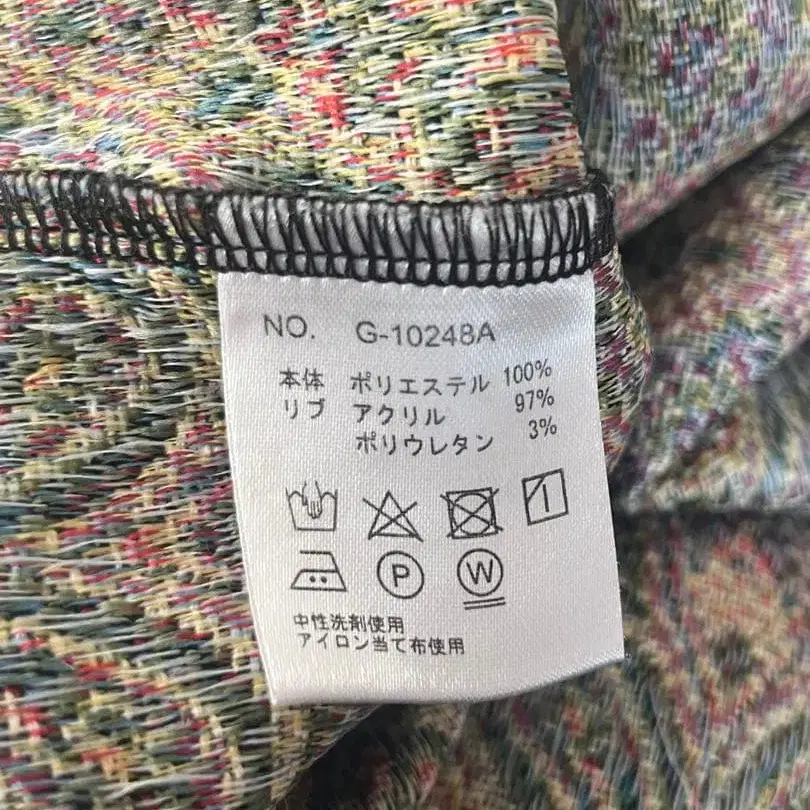 NO. G-10248A
本体 ポリエステル 100%
リブ アクリル 97%
ポリウレタン 3%
P W
中性洗剤使用
アイロン当て布使用